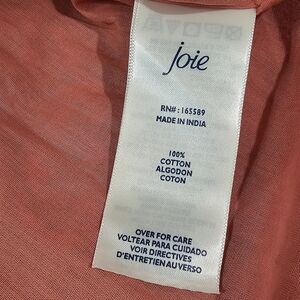 joie
RN#: 165589
MADE IN INDIA
100%
COTTON
ALGODON
COTON
OVER FOR CARE
VOLTEAR PARA CUIDADO
VOIR DIRECTIVES
D'ENTRETIEN AU VERSO